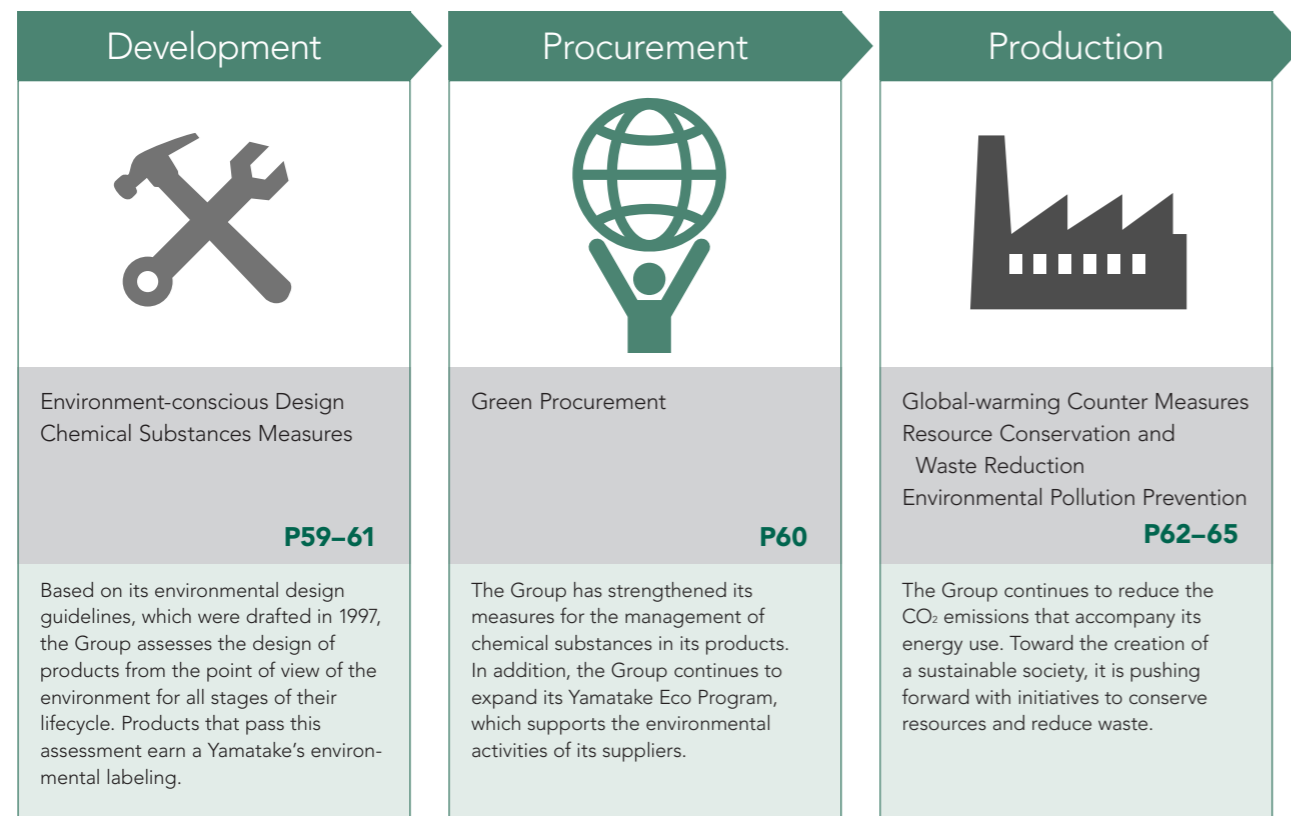 Development
Environment-conscious Design
Chemical Substances Measures
P59–61
Based on its environmental design
guidelines, which were drafted in 1997,
the Group assesses the design of
products from the point of view of the
environment for all stages of their
lifecycle. Products that pass this
assessment earn a Yamatake’s environ-
mental labeling.
Procurement
Green Procurement
P60
The Group has strengthened its
measures for the management of
chemical substances in its products.
In addition, the Group continues to
expand its Yamatake Eco Program,
which supports the environmental
activities of its suppliers.
Production
Global-warming Counter Measures
Resource Conservation and
Waste Reduction
Environmental Pollution Prevention
P62–65
The Group continues to reduce the
CO₂ emissions that accompany its
energy use. Toward the creation of
a sustainable society, it is pushing
forward with initiatives to conserve
resources and reduce waste.